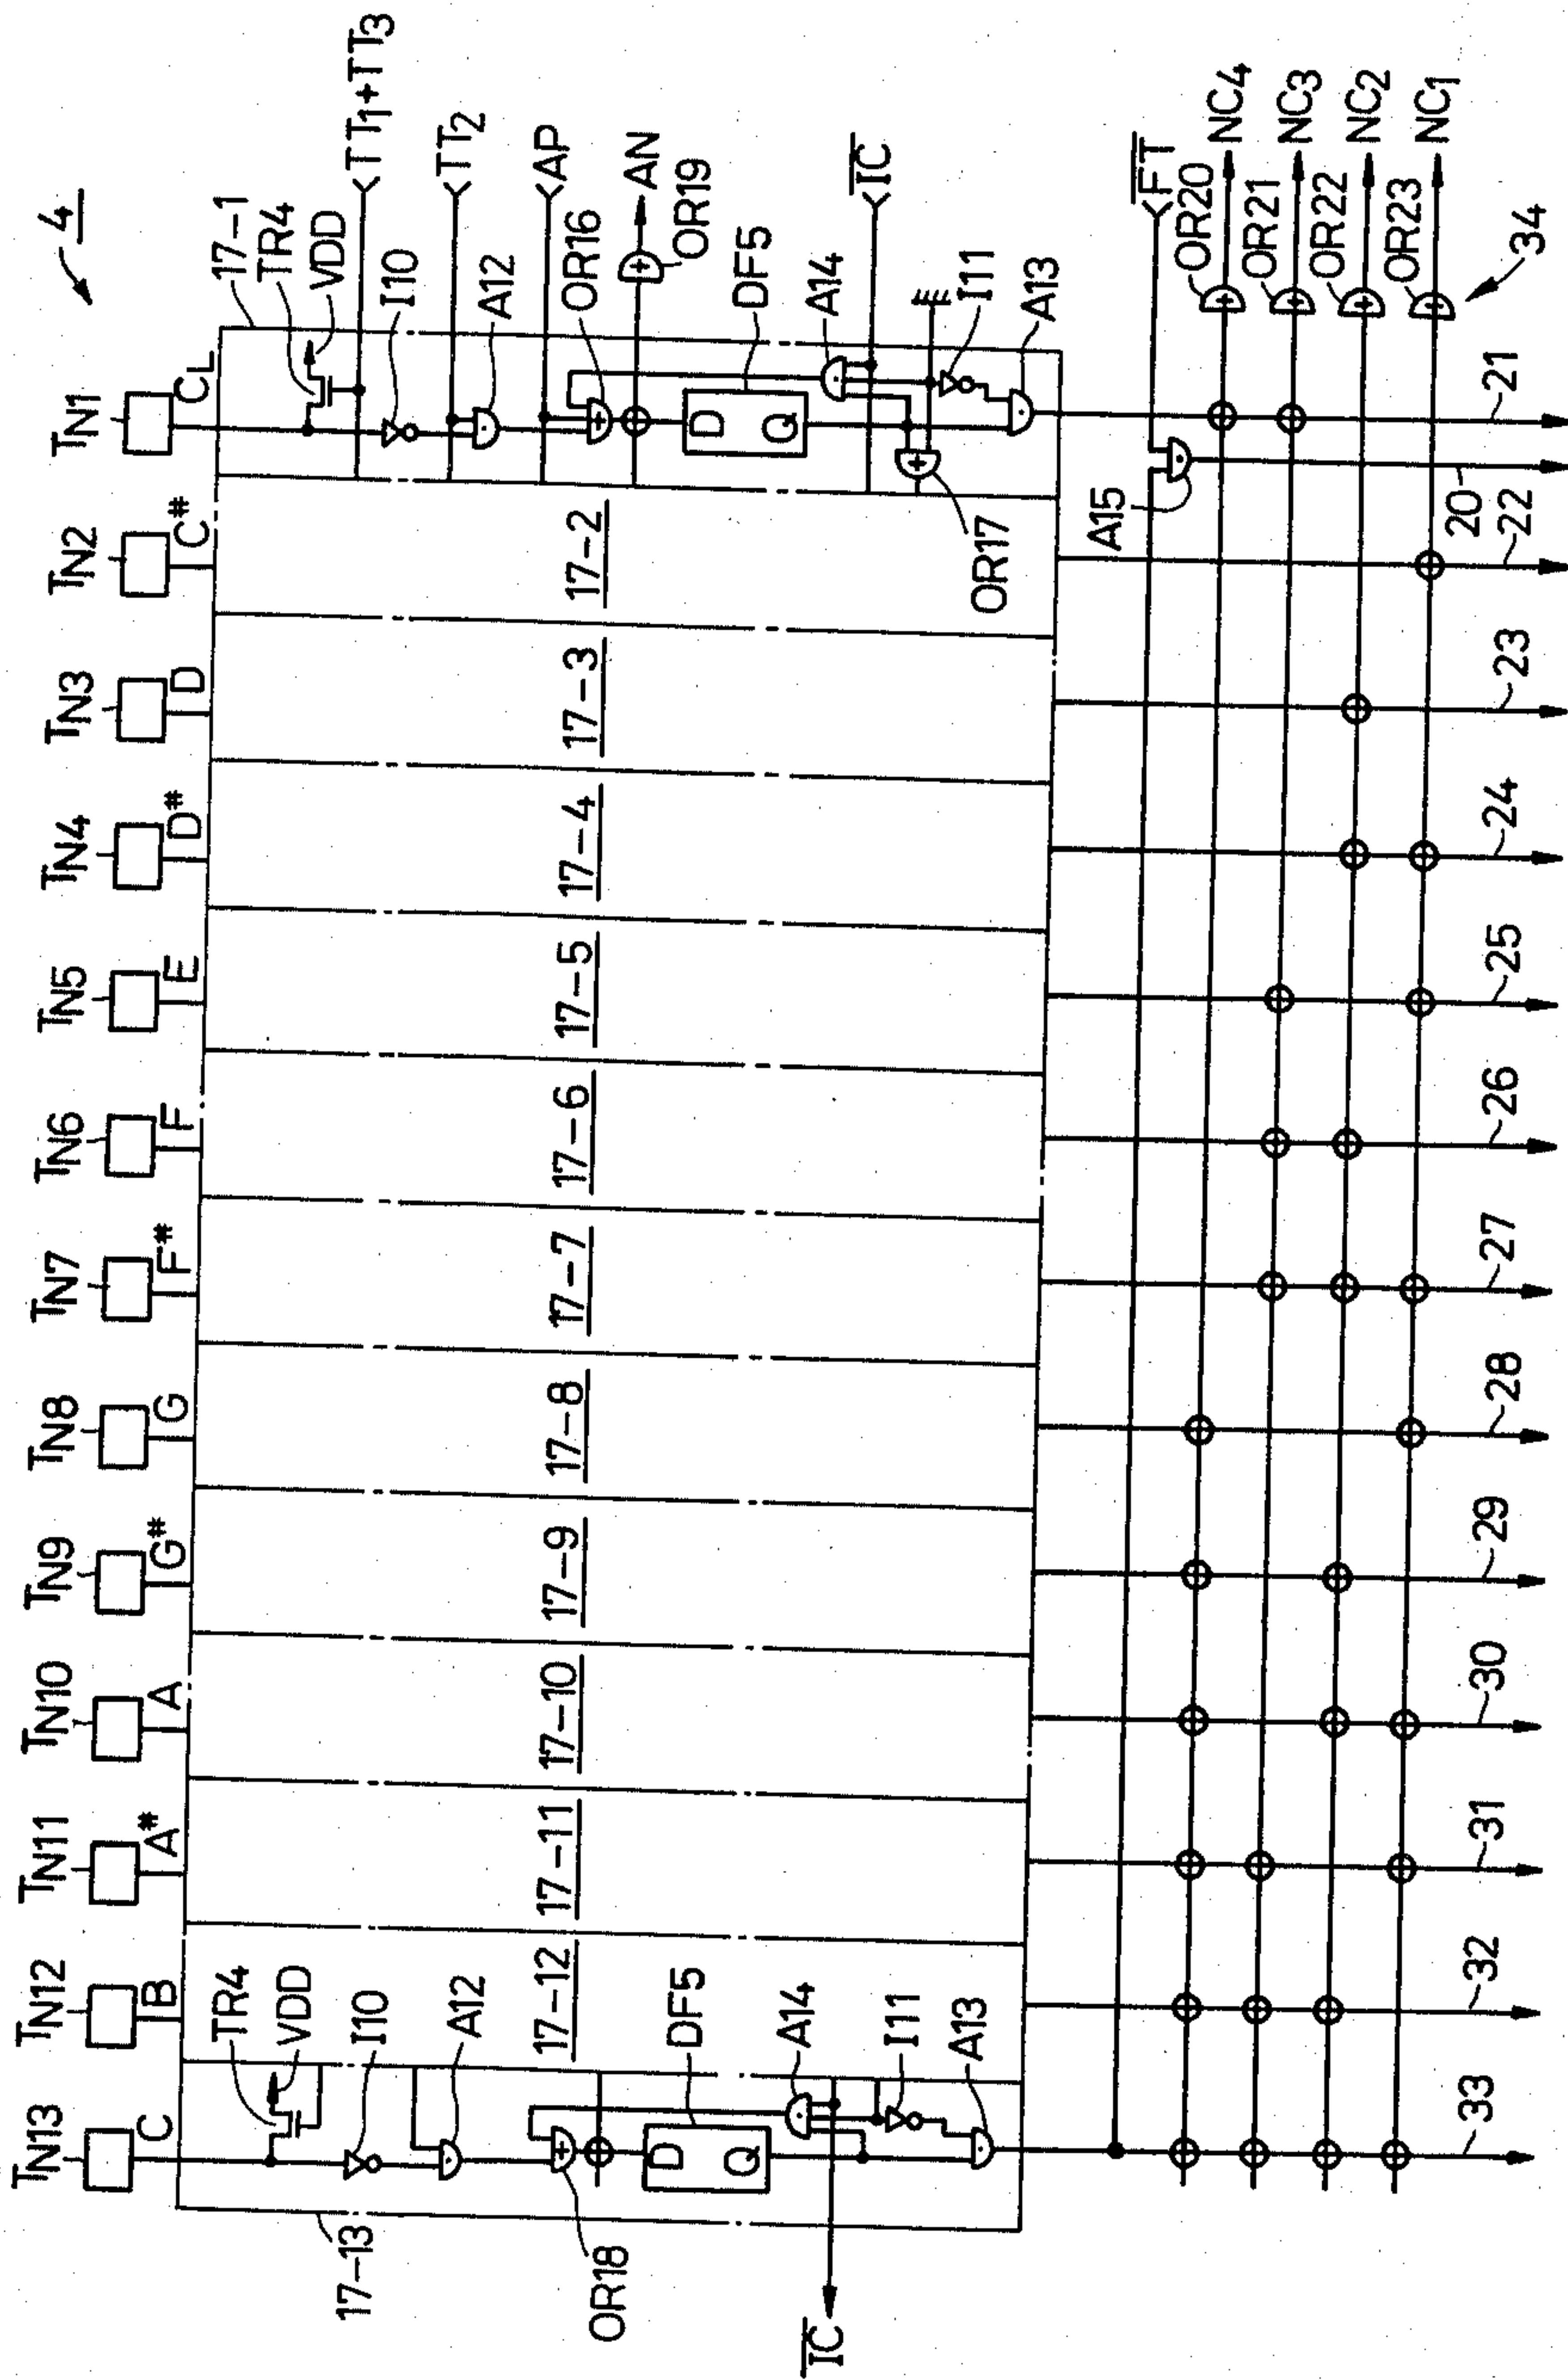 4
TN13 TN12 TN11 TN10 TN9 TN8 TN7 TN6 TN5 TN4 TN3 TN2 TN1
C B A# A G# G F# F E D# D C# CL
17-1
TR4
VDD
TT1+TT3
I10
TT2
A12
AP
OR16
AN
OR19
DF5
D
Q
A14
IC
I11
A13
OR17
TR4
VDD
I10
A12
17-13
OR18
DF5
D
Q
A14
I11
A13
IC
17-12 17-11 17-10 17-9 17-8 17-7 17-6 17-5 17-4 17-3 17-2
A15
FT
OR20
NC4
OR21
NC3
OR22
NC2
OR23
NC1
34
33 32 31 30 29 28 27 26 25 24 23 22 20 21